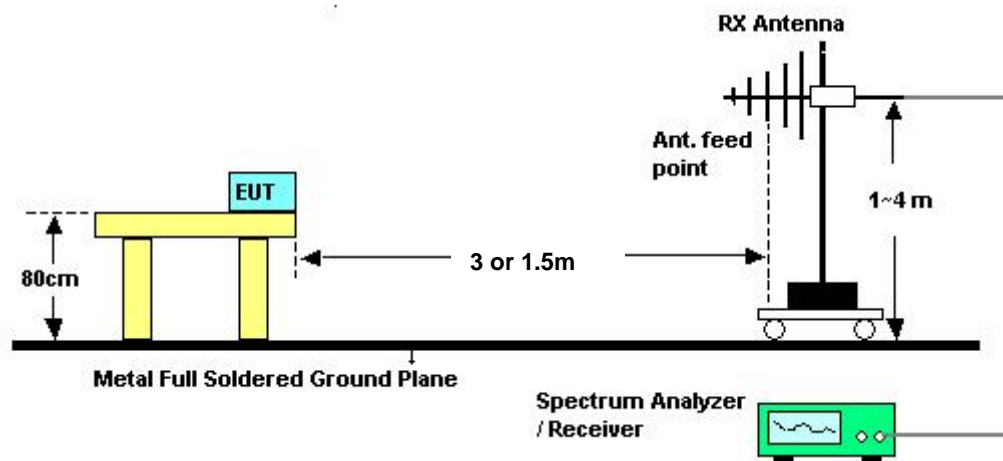 RX Antenna
Ant. feed
point
EUT
1~4 m
80cm
3 or 1.5m
Metal Full Soldered Ground Plane
Spectrum Analyzer
/ Receiver